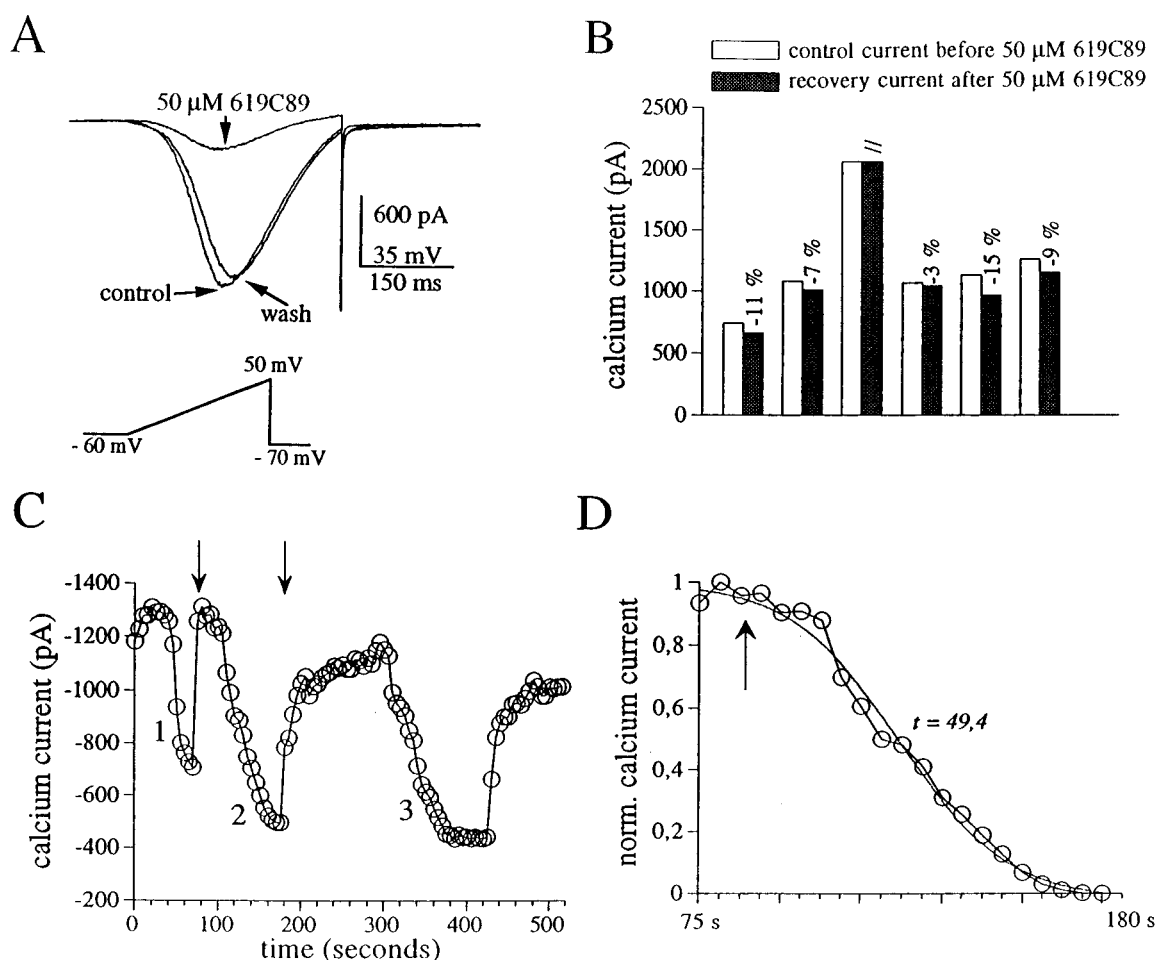 A
50 μM 619C89
600 pA
35 mV
150 ms
control
wash
50 mV
- 60 mV
- 70 mV
B
control current before 50 μM 619C89
recovery current after 50 μM 619C89
calcium current (pA)
2500
2000
1500
1000
500
0
-11 %
-7 %
//
-3 %
-15 %
-9 %
C
calcium current (pA)
-1400
-1200
-1000
-800
-600
-400
-200
1
2
3
0
100
200
300
400
500
time (seconds)
D
norm. calcium current
1
0,8
0,6
0,4
0,2
0
t = 49,4
75 s
180 s